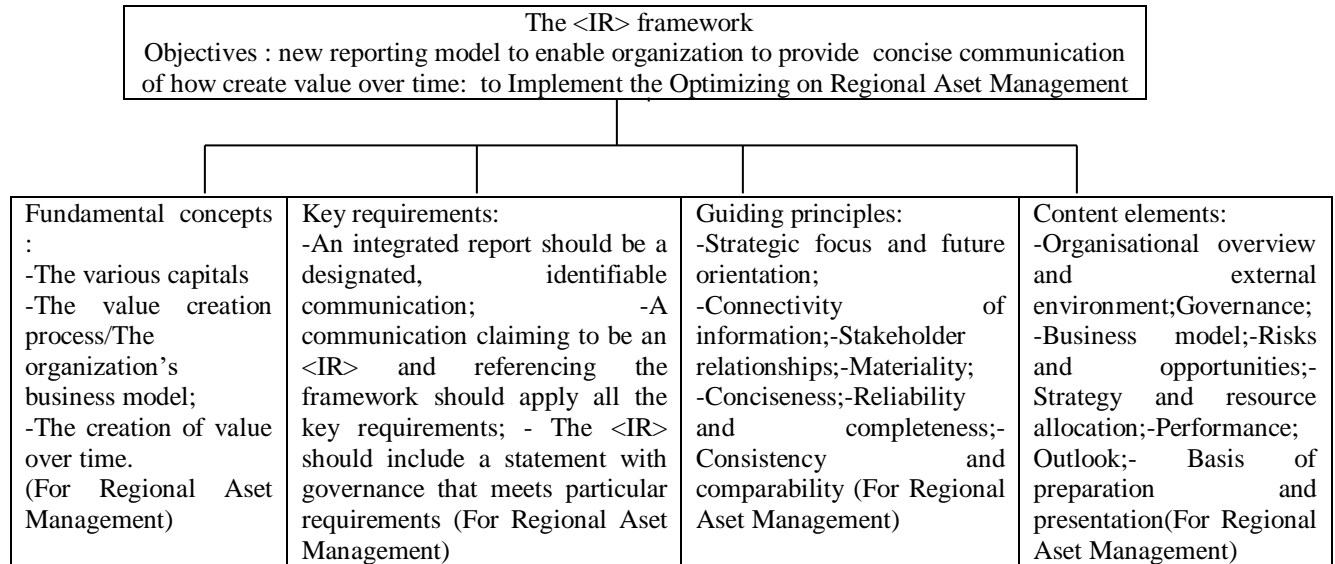 The <IR> framework
Objectives : new reporting model to enable organization to provide concise communication
of how create value over time: to Implement the Optimizing on Regional Aset Management
Fundamental concepts
:
-The various capitals
-The value creation
process/The
organization's
business model;
-The creation of value
over time.
(For Regional Aset
Management)
Key requirements:
-An integrated report should be a
designated, identifiable
communication; -A
communication claiming to be an
<IR> and referencing the
framework should apply all the
key requirements; - The <IR>
should include a statement with
governance that meets particular
requirements (For Regional Aset
Management)
Guiding principles:
-Strategic focus and future
orientation;
-Connectivity of
information;-Stakeholder
relationships;-Materiality;
-Conciseness;-Reliability
and completeness;-
Consistency and
comparability (For Regional
Aset Management)
Content elements:
-Organisational overview
and external
environment;Governance;
-Business model;-Risks
and opportunities;-
Strategy and resource
allocation;-Performance;
Outlook;- Basis of
preparation and
presentation(For Regional
Aset Management)